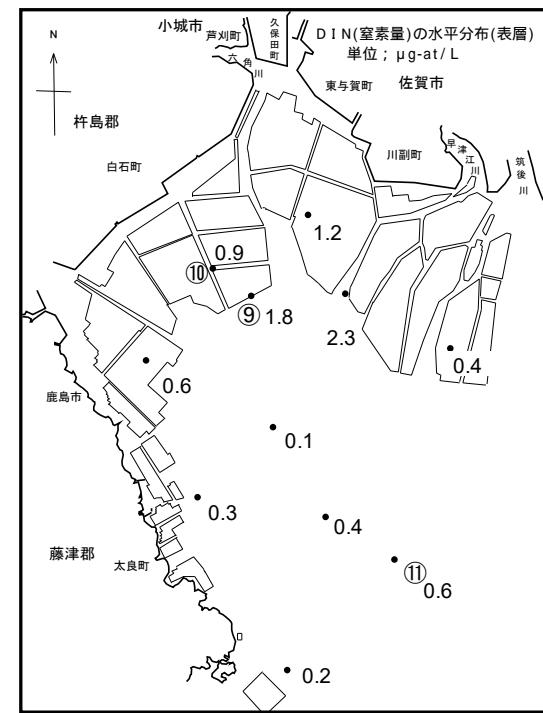 小城市
芦刈町
久保田町
DIN(窒素量)の水平分布(表層)
単位；μg-at/L
N
六角川
東与賀町
佐賀市
杵島郡
白石町
川副町
早津江川
筑後川
1.2
0.9
⑩
⑨1.8
2.3
0.4
0.6
鹿島市
0.1
0.3
0.4
藤津郡
太良町
⑪
0.6
0.2